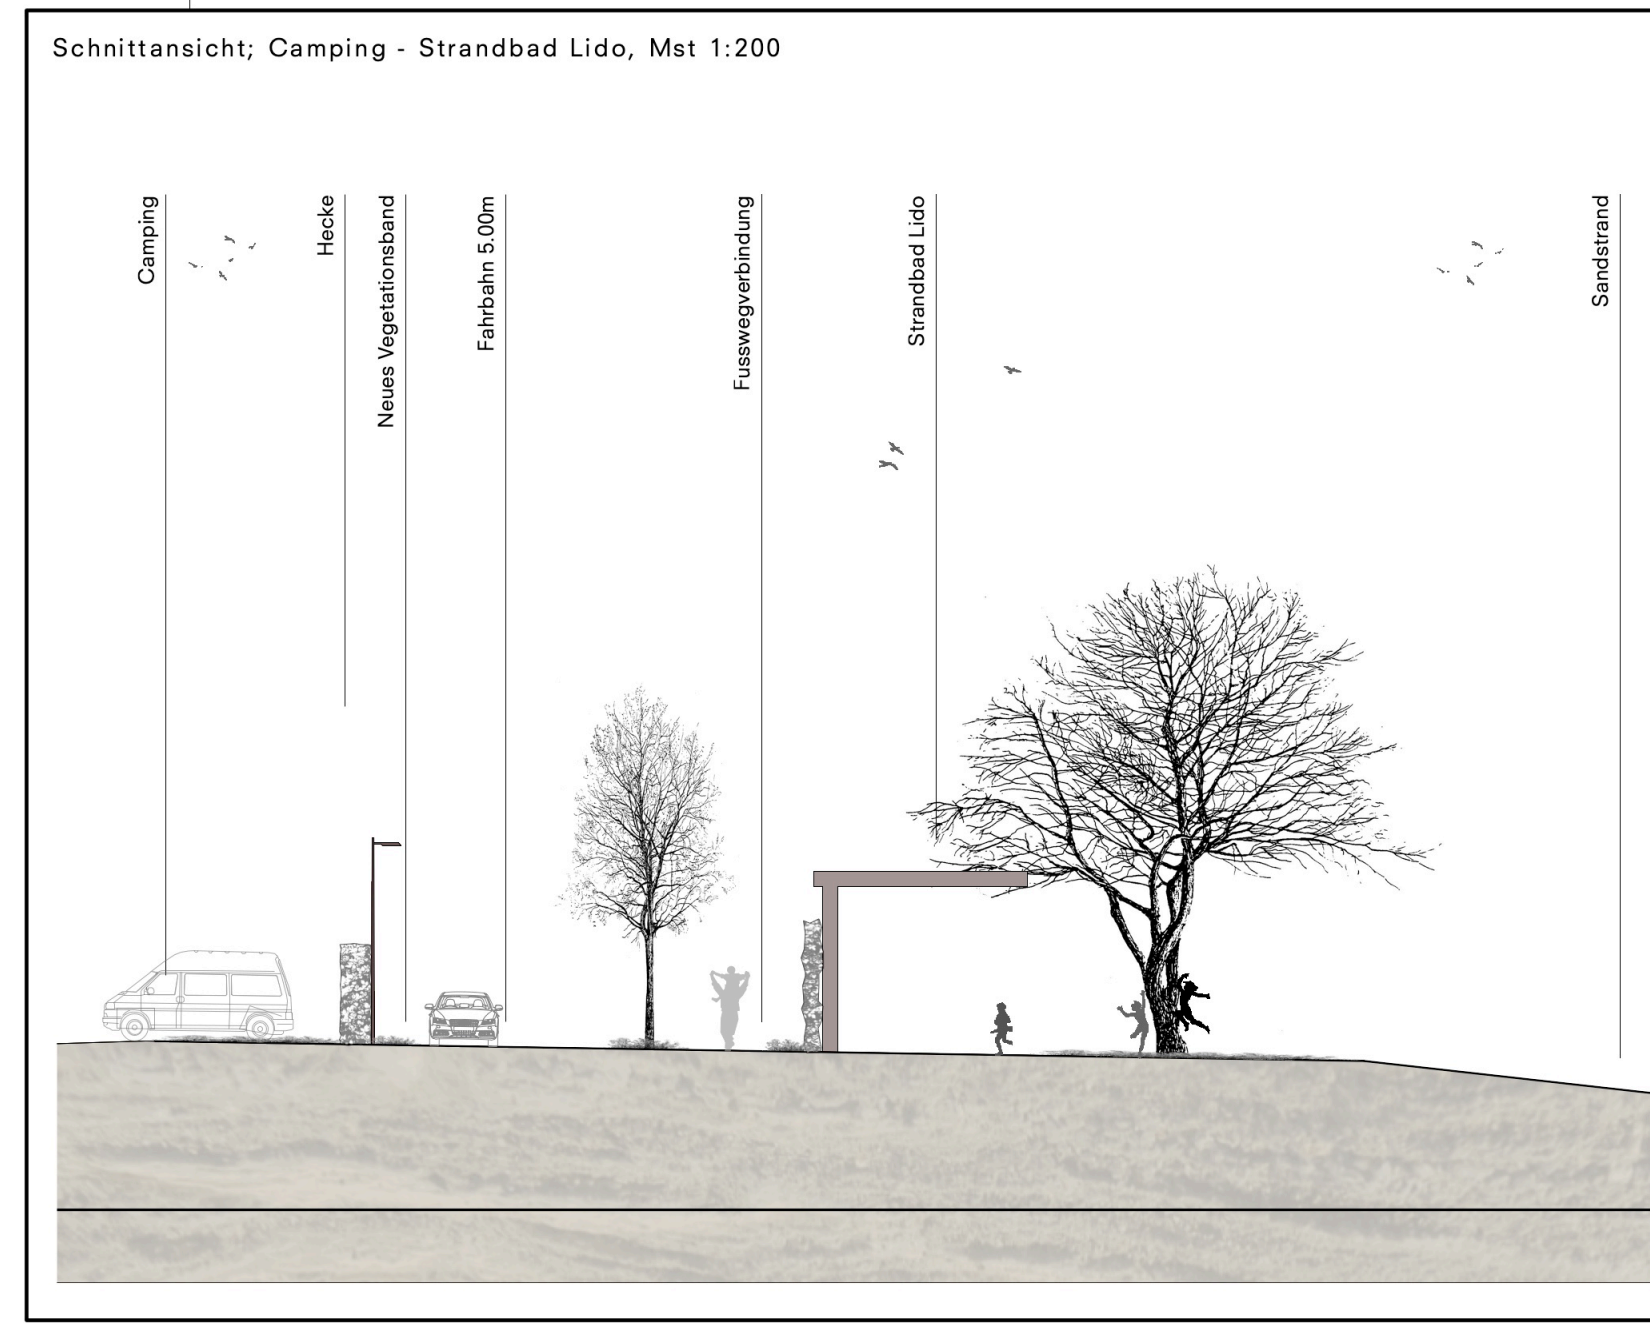 Schnittansicht; Camping - Strandbad Lido, Mst 1:200
Camping
Hecke
Neues Vegetationsband
Fahrbahn 5.00m
Fusswegverbindung
Strandbad Lido
Sandstrand